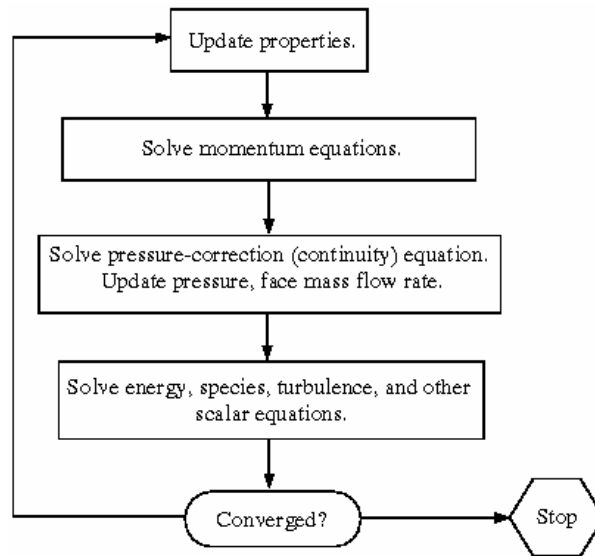 Update properties.
Solve momentum equations.
Solve pressure-correction (continuity) equation.
Update pressure, face mass flow rate.
Solve energy, species, turbulence, and other
scalar equations.
Converged?
Stop